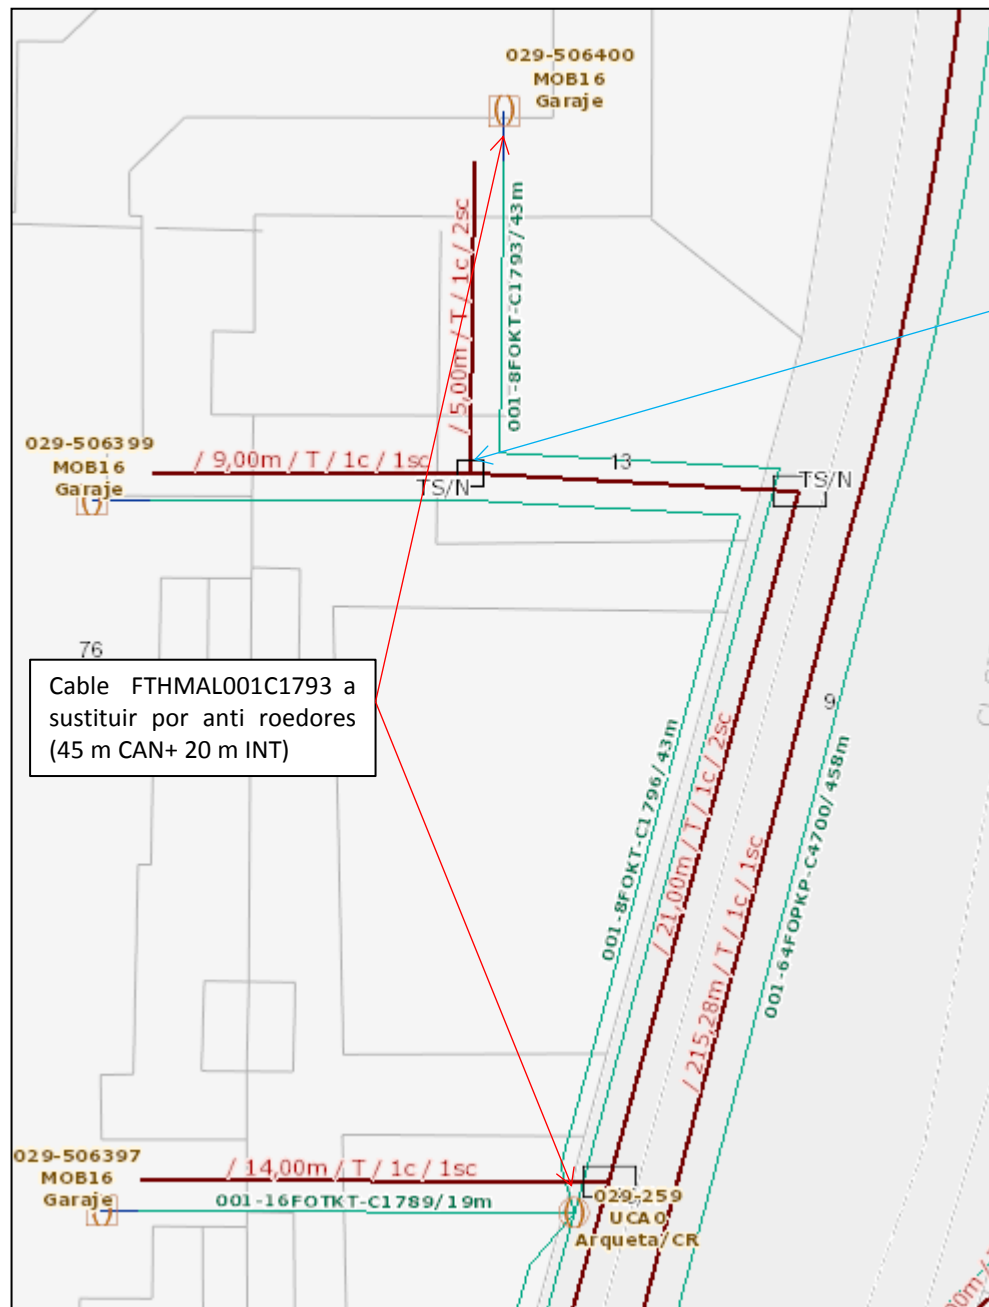 029-506400
MOB16
Garaje
/ 5,00m / T / 1c / 2sc
001-8FOKT-C1793/43m
029-506399
MOB16
Garaje
/ 9,00m / T / 1c / 1sc
TS/N
13
TS/N
76
Cable FTHMAL001C1793 a
sustituir por anti roedores
(45 m CAN+ 20 m INT)
9
001-8FOKT-C1796/43m
/ 21,00m / T / 1c / 2sc
/ 215,28m / T / 1c / 1sc
001-64FOPKP-C4700/458m
029-506397
MOB16
Garaje
/ 14,00m / T / 1c / 1sc
001-16FOTKT-C1789/19m
029-259
UCA0
Arqueta/CR